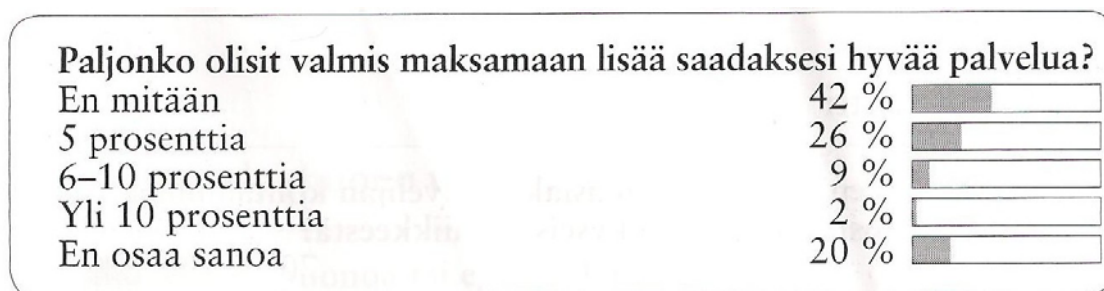 Paljonko olisit valmis maksamaan lisää saadaksesi hyvää palvelua?
En mitään 42 %
5 prosenttia 26 %
6–10 prosenttia 9 %
Yli 10 prosenttia 2 %
En osaa sanoa 20 %